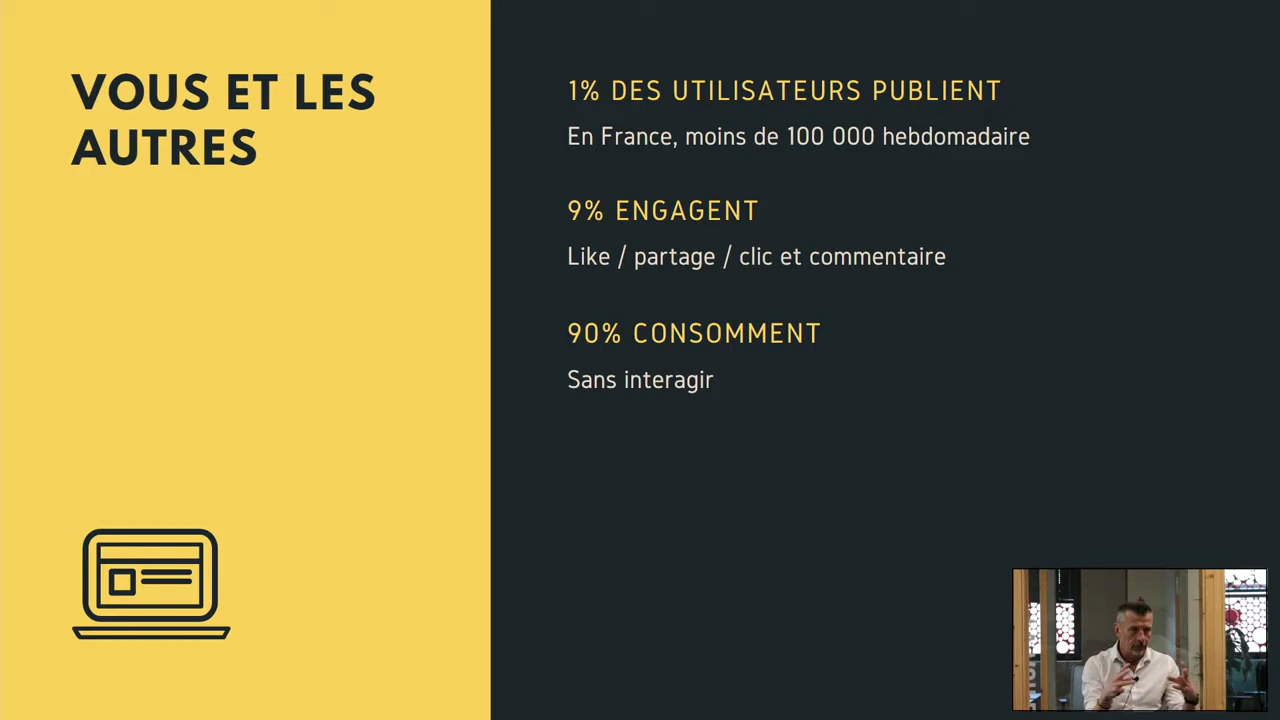 VOUS ET LES
AUTRES
1% DES UTILISATEURS PUBLIENT
En France, moins de 100 000 hebdomadaire
9% ENGAGENT
Like / partage / clic et commentaire
90% CONSOMMENT
Sans interagir